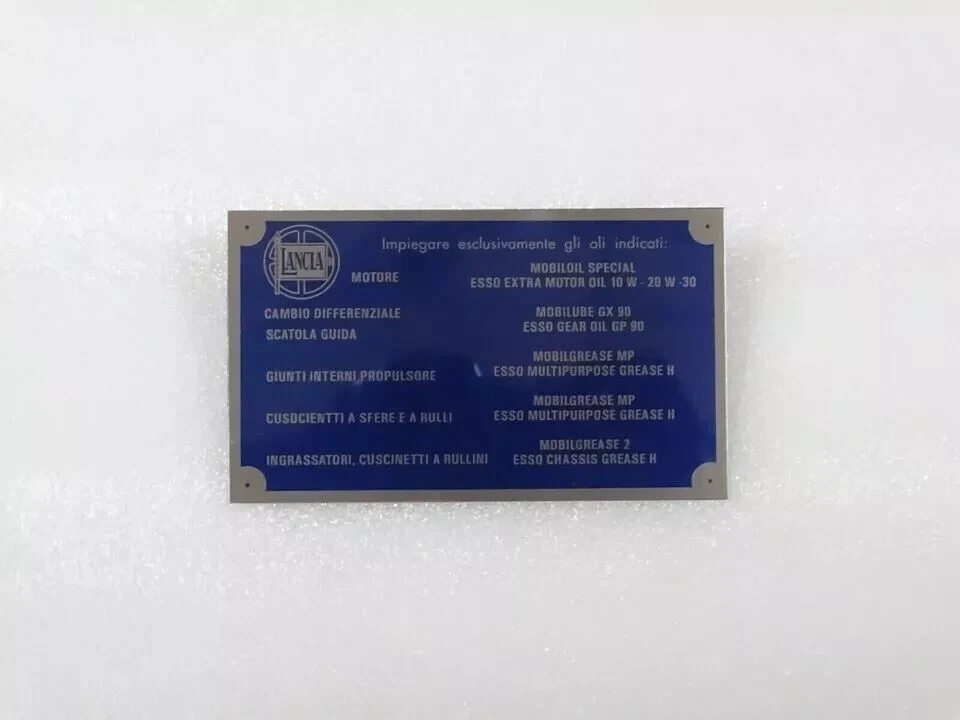 LANCIA
Impiegare esclusivamente gli oli indicati:
MOTORE
MOBILOIL SPECIAL
ESSO EXTRA MOTOR OIL 10 W - 20 W -30
CAMBIO DIFFERENZIALE
SCATOLA GUIDA
MOBILUBE GX 90
ESSO GEAR OIL GP 90
GIUNTI INTERNI PROPULSORE
MOBILGREASE MP
ESSO MULTIPURPOSE GREASE H
CUSDCIENTTI A SFERE E A RULLI
MOBILGREASE MP
ESSO MULTIPURPOSE GREASE H
INGRASSATORI, CUSCINETTI A RULLINI
MOBILGREASE 2
ESSO CHASSIS GREASE H